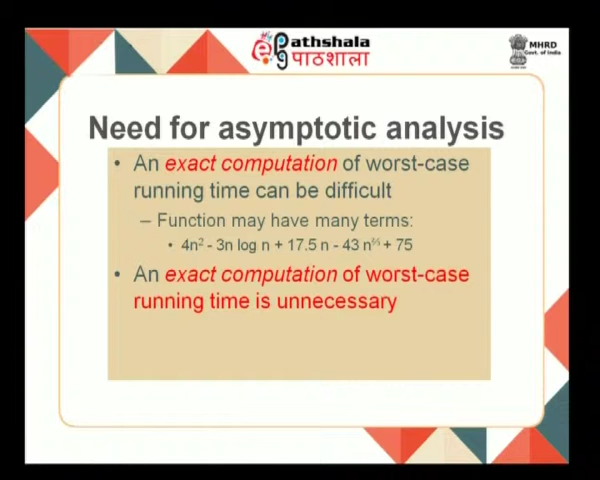 ePathshala
पाठशाला
MHRD
Govt. of India
Need for asymptotic analysis
• An exact computation of worst-case
running time can be difficult
– Function may have many terms:
• 4n² - 3n log n + 17.5 n - 43 n^⅔ + 75
• An exact computation of worst-case
running time is unnecessary